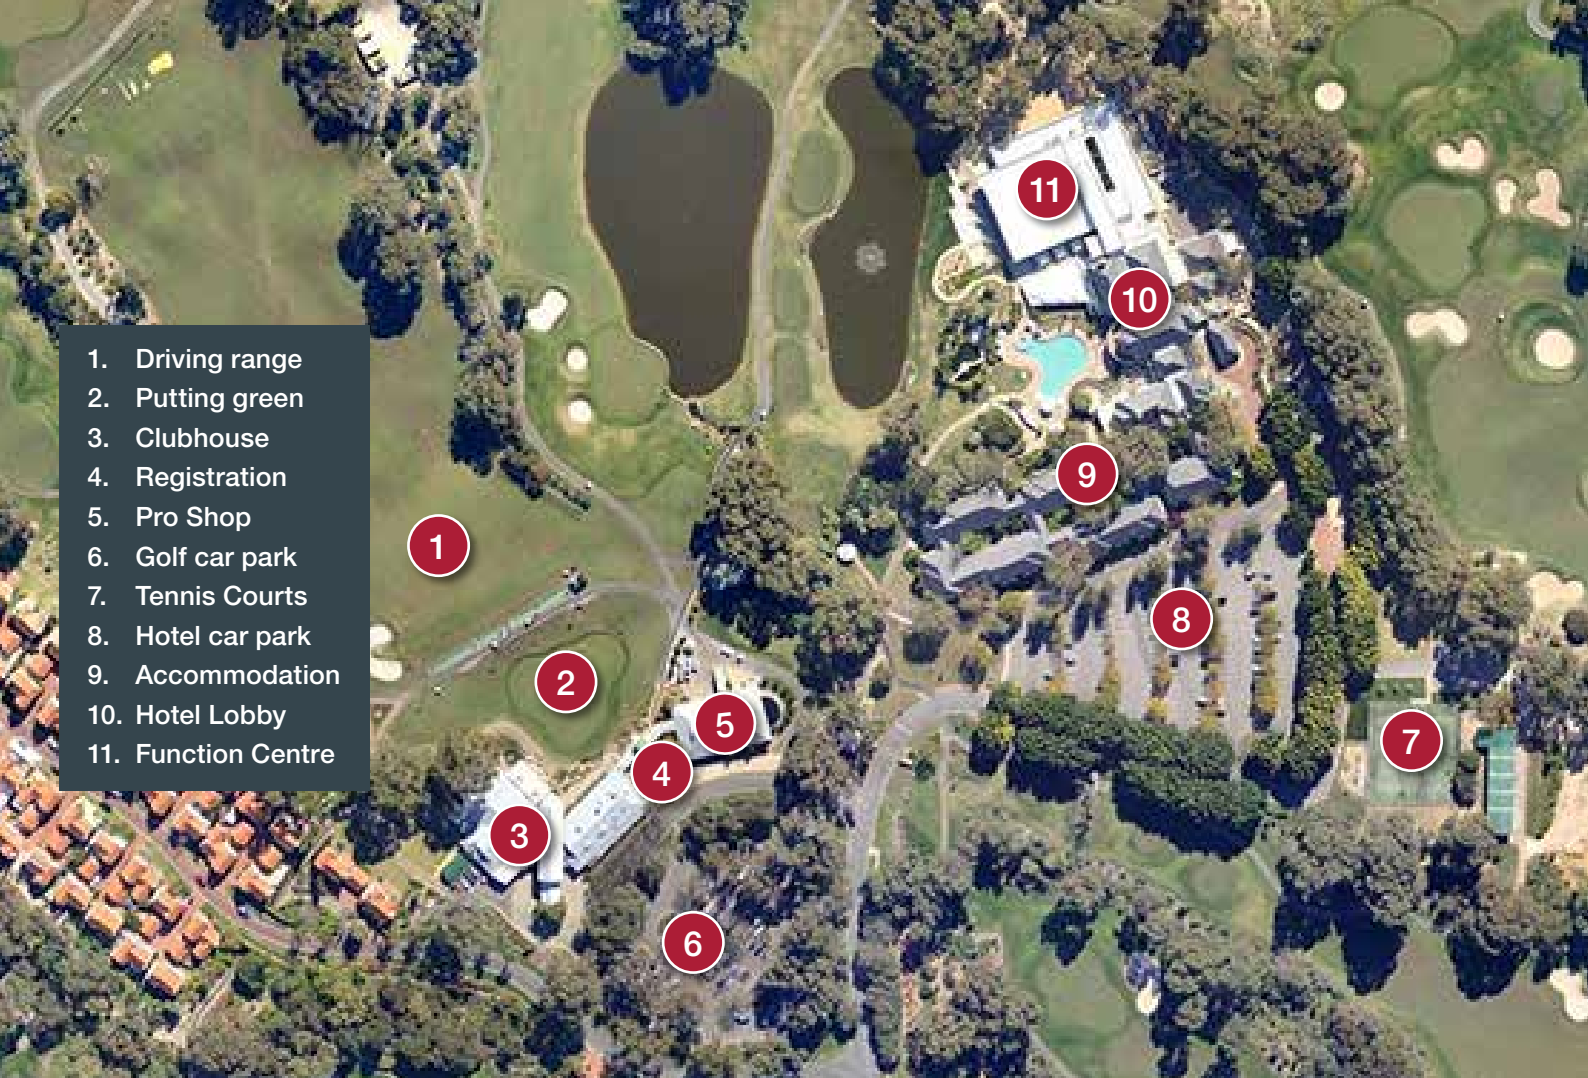 1. Driving range
2. Putting green
3. Clubhouse
4. Registration
5. Pro Shop
6. Golf car park
7. Tennis Courts
8. Hotel car park
9. Accommodation
10. Hotel Lobby
11. Function Centre
11
10
9
1
8
2
5
7
4
3
6